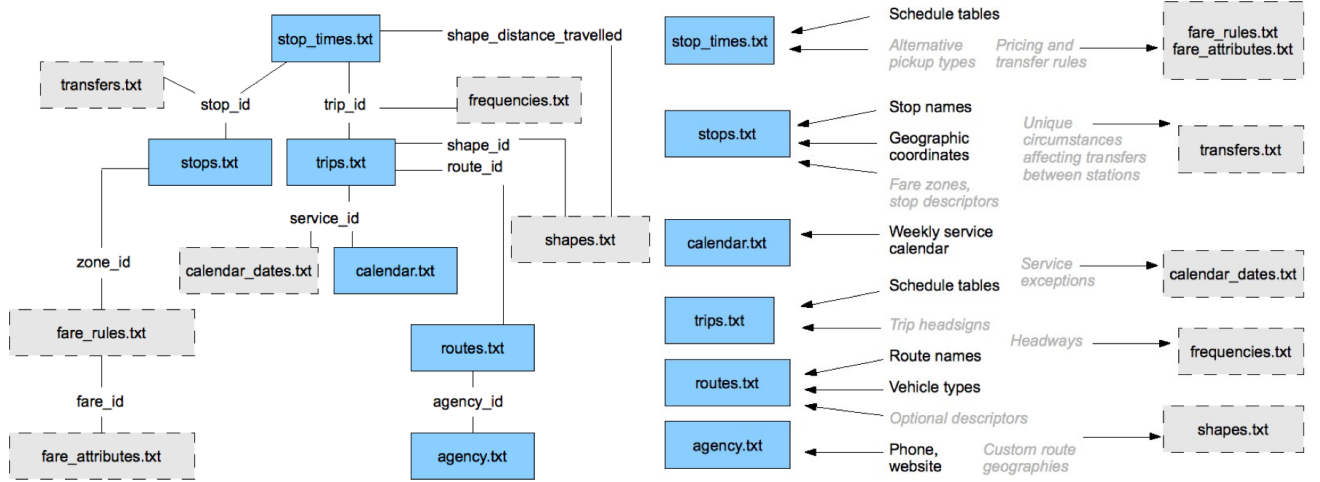 stop_times.txt
shape_distance_travelled
transfers.txt
stop_id
trip_id
frequencies.txt
stops.txt
trips.txt
shape_id
route_id
service_id
shapes.txt
zone_id
calendar_dates.txt
calendar.txt
fare_rules.txt
routes.txt
fare_id
agency_id
fare_attributes.txt
agency.txt
stop_times.txt
Schedule tables
Alternative
pickup types
Pricing and
transfer rules
fare_rules.txt
fare_attributes.txt
stops.txt
Stop names
Geographic
coordinates
Fare zones,
stop descriptors
Unique
circumstances
affecting transfers
between stations
transfers.txt
calendar.txt
Weekly service
calendar
Service
exceptions
calendar_dates.txt
trips.txt
Schedule tables
Trip headsigns
Headways
frequencies.txt
routes.txt
Route names
Vehicle types
Optional descriptors
agency.txt
Phone,
website
Custom route
geographies
shapes.txt